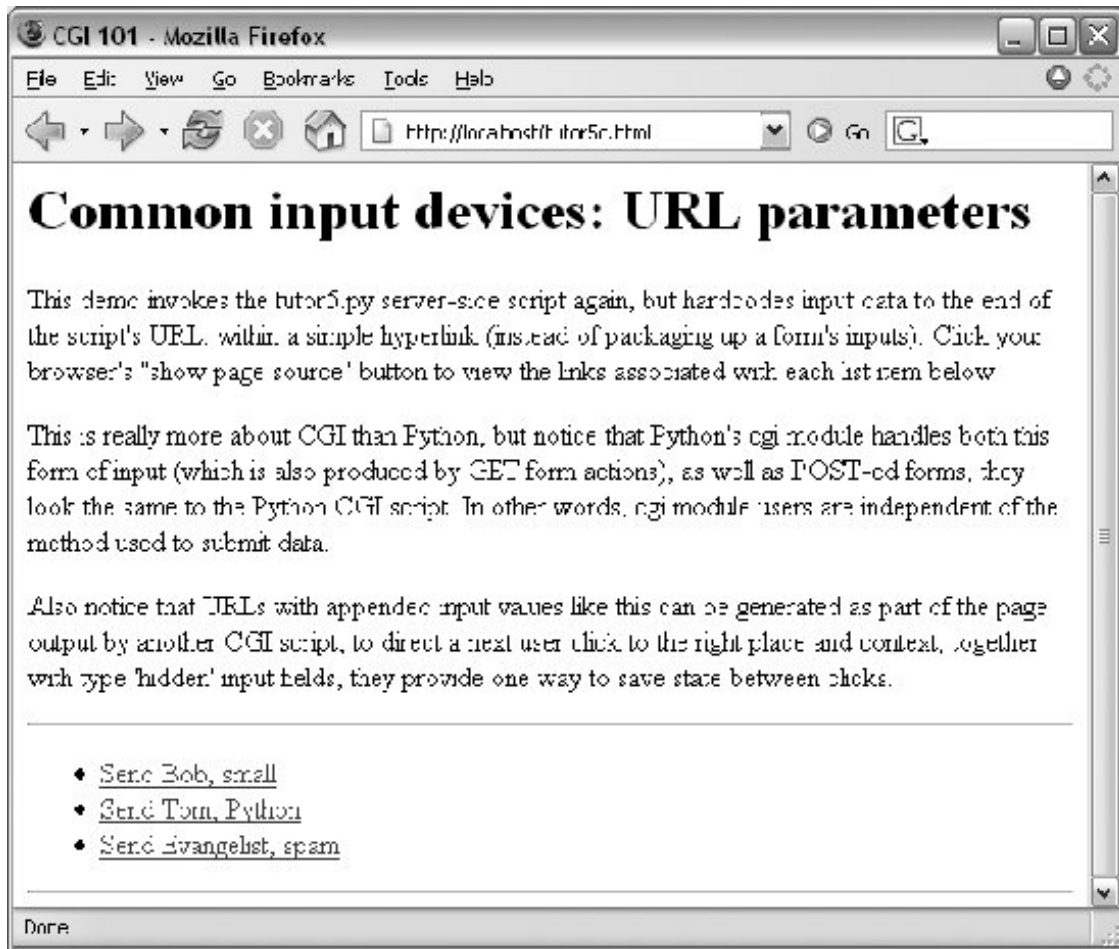 CGI 101 - Mozilla Firefox
File Edit View Go Bookmarks Tools Help
http://localhost/tutor5c.html Go G
Common input devices: URL parameters
This demo invokes the tutor5.py server-side script again, but hardcodes input data to the end of
the script's URL, within a simple hyperlink (instead of packaging up a form's inputs). Click your
browser's "show page source" button to view the links associated with each list item below.
This is really more about CGI than Python, but notice that Python's cgi module handles both this
form of input (which is also produced by GET form actions), as well as POST-ed forms; they
look the same to the Python CGI script. In other words, cgi module users are independent of the
method used to submit data.
Also notice that URLs with appended input values like this can be generated as part of the page
output by another CGI script, to direct a next user click to the right place and context; together
with type 'hidden' input fields, they provide one way to save state between clicks.
Send Bob, small
Send Tom, Python
Send Evangelist, spam
Done